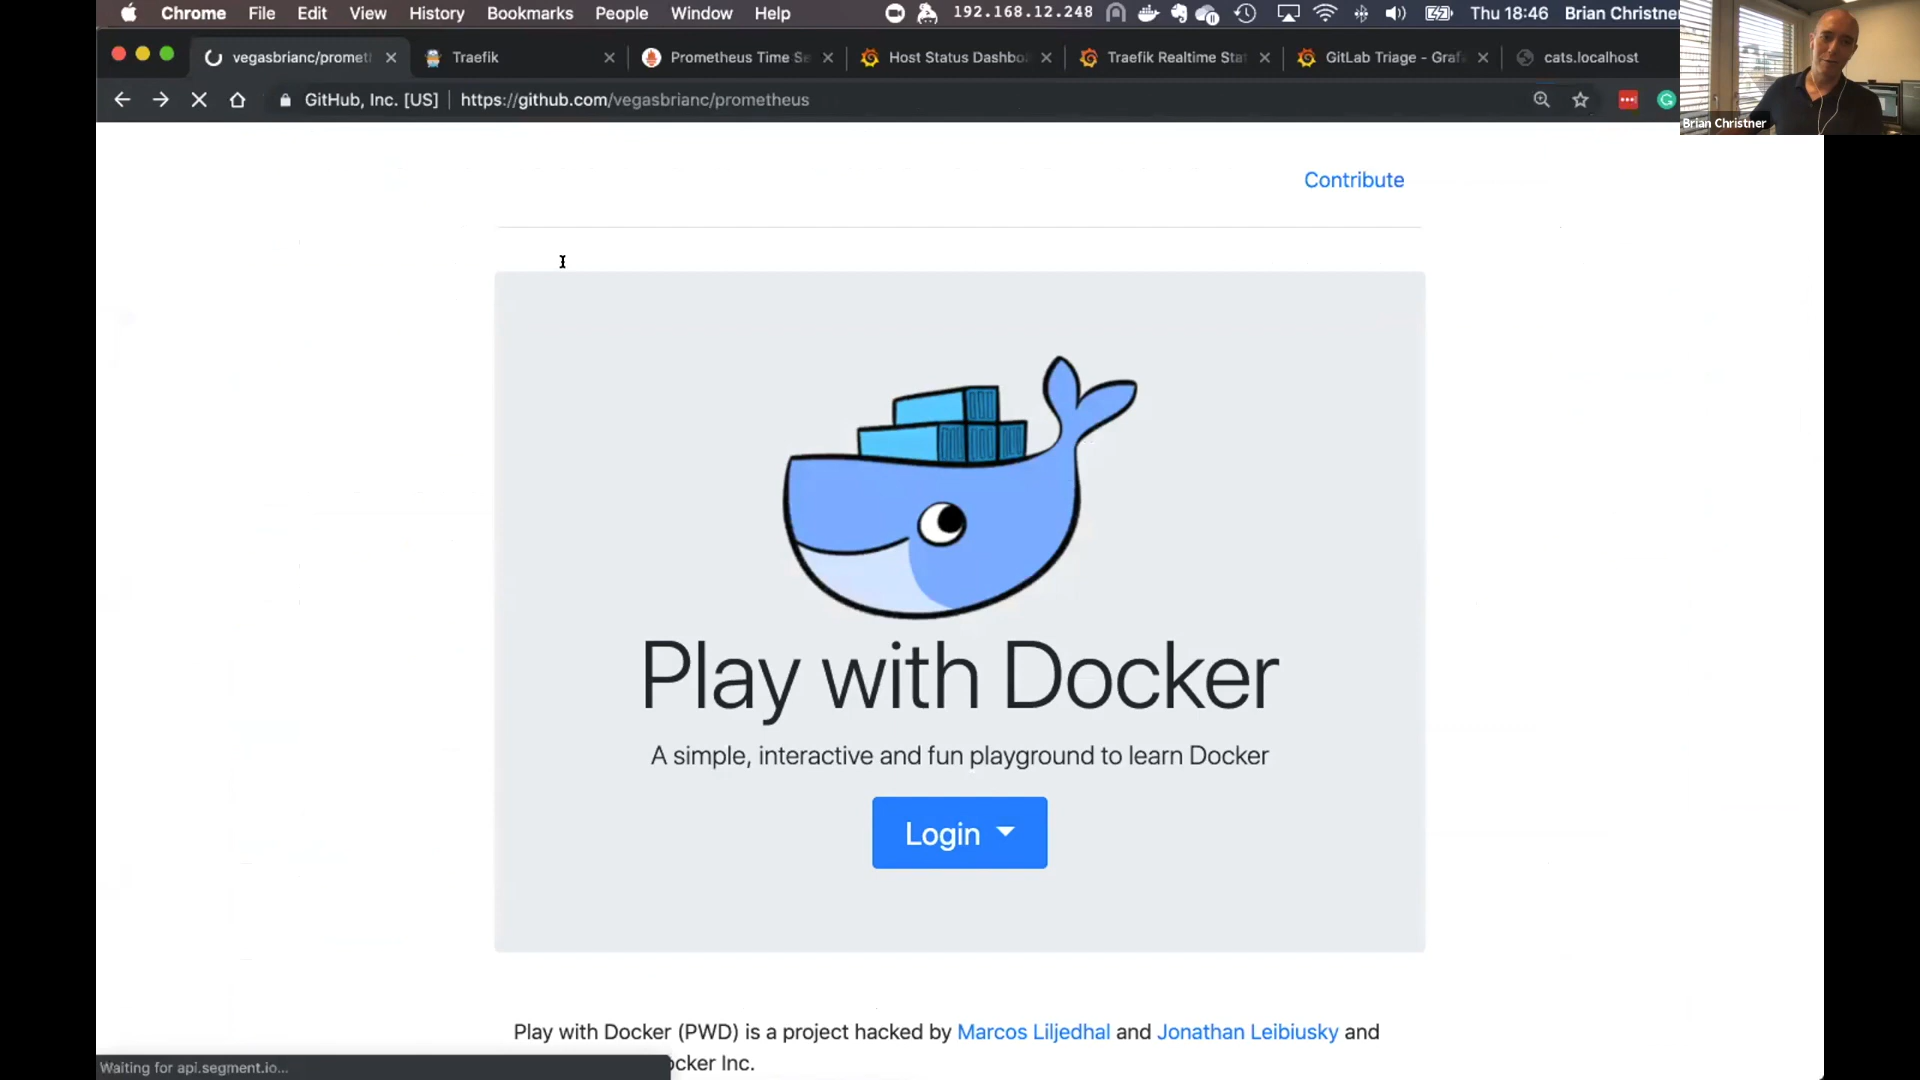 Chrome File Edit View History Bookmarks People Window Help 192.168.12.248 Thu 18:46 Brian Christner
vegasbrianc/promet Traefik Prometheus Time Se Host Status Dashbo Traefik Realtime Sta GitLab Triage - Graf cats.localhost
GitHub, Inc. [US] https://github.com/vegasbrianc/prometheus
Brian Christner
Contribute
Play with Docker
A simple, interactive and fun playground to learn Docker
Login
Play with Docker (PWD) is a project hacked by Marcos Liljedhal and Jonathan Leibiusky and
ocker Inc.
Waiting for api.segment.io...